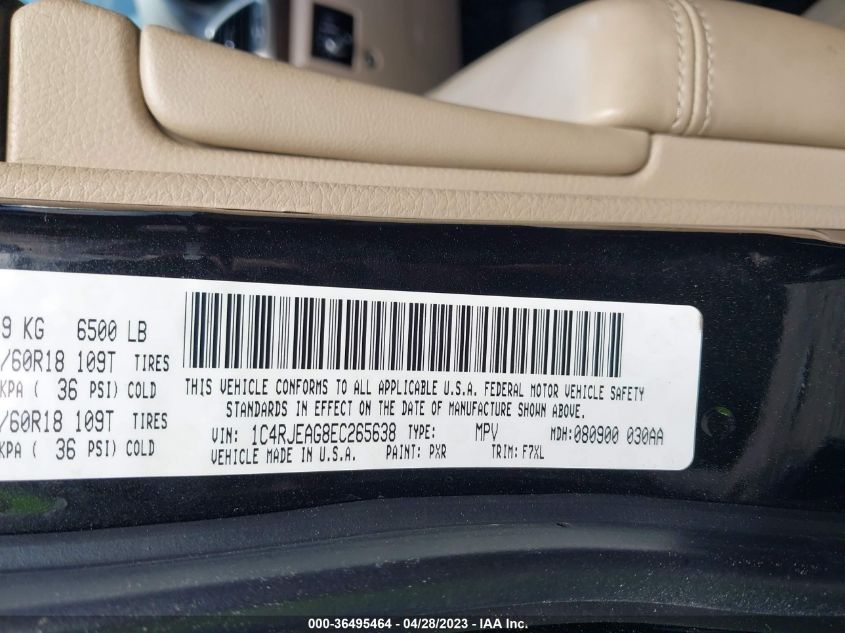 9 KG 6500 LB
/60R18 109T TIRES
KPA ( 36 PSI) COLD
/60R18 109T TIRES
KPA ( 36 PSI) COLD
THIS VEHICLE CONFORMS TO ALL APPLICABLE U.S.A. FEDERAL MOTOR VEHICLE SAFETY
STANDARDS IN EFFECT ON THE DATE OF MANUFACTURE SHOWN ABOVE.
VIN: 1C4RJEAG8EC265638 TYPE: MPV MDH: 080900 030AA
VEHICLE MADE IN U.S.A. PAINT: PXR TRIM: F7XL
000-36495464 - 04/28/2023 - IAA Inc.